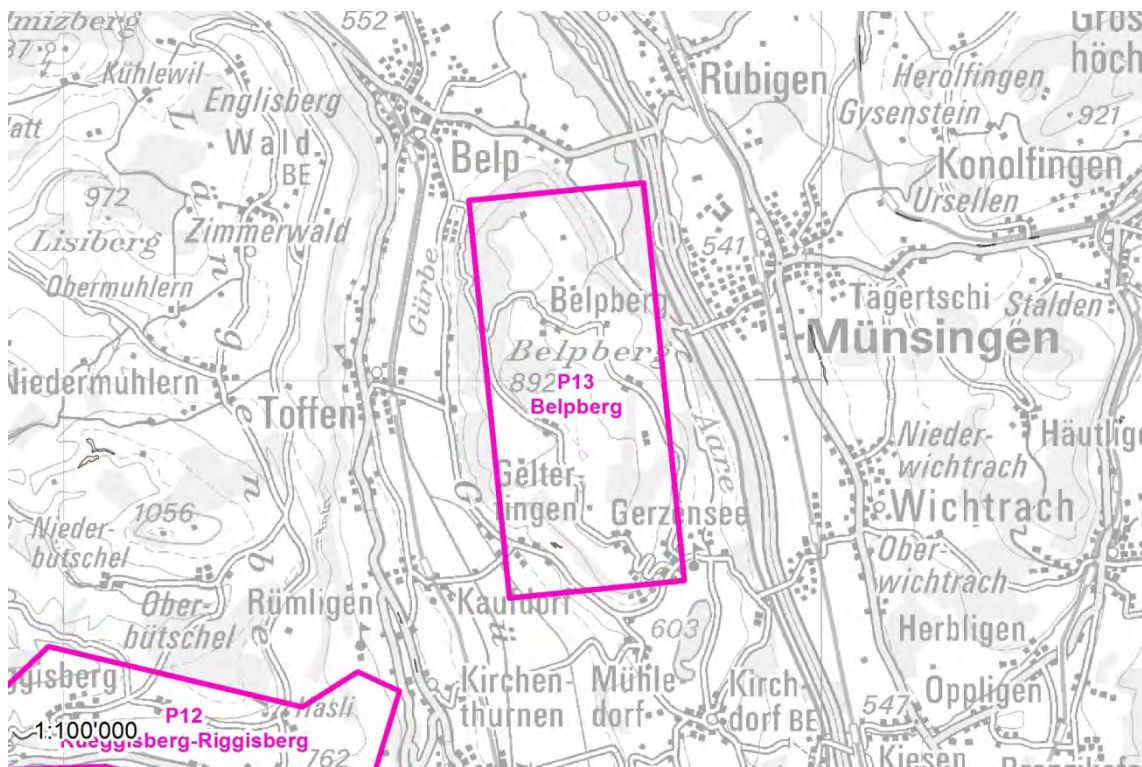 552
Kühlewil
Englisberg
Wald
BE
Belp
Rubigen
Herolfingen
Gysenstein
921
Konolfingen
Ursellen
972
Lisiberg
Zimmerwald
Obermuhlern
Längenbe
Gürbe
541
Tägertschi
Stalden
Münsingen
Belpberg
Belpberg
892
P13
Belpberg
Toffen
Aare
Nieder-
wichtrach
Wichtrach
Gelter-
fingen
Gerzensee
1056
Nieder-
bütschel
Ober-
wichtrach
Ober-
bütschel
Rümligen
Kaufdorf
603
Herbligen
Kirchen-
thurnen
Mühle
dorf
Kirch-
dorf BE
Oppligen
547
Kiesen
Hasli
P12
1:100'000
Rueggisberg-Riggisberg
762